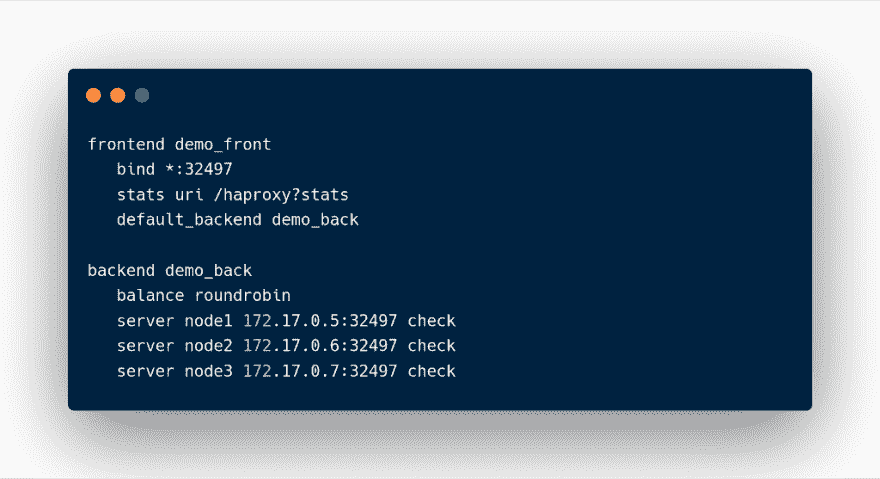 frontend demo_front
bind *:32497
stats uri /haproxy?stats
default_backend demo_back
backend demo_back
balance roundrobin
server node1 172.17.0.5:32497 check
server node2 172.17.0.6:32497 check
server node3 172.17.0.7:32497 check